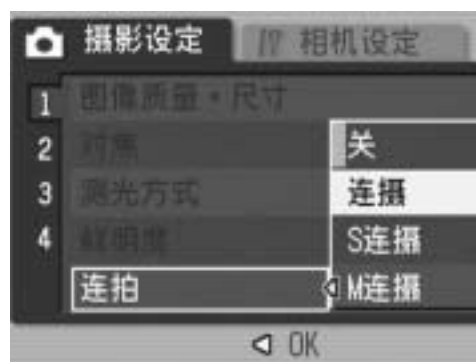 摄影设定 相机设定
1 图像质量・尺寸
2 对焦 关
3 测光方式 连摄
4 鲜明度 S连摄
连拍 M连摄
OK